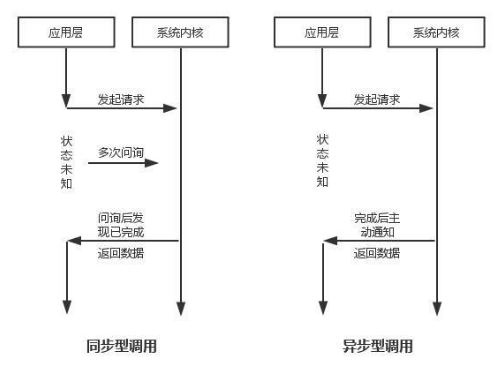 应用层
系统内核
发起请求
状
态
未
知
多次问询
问询后发
现已完成
返回数据
同步型调用
应用层
系统内核
发起请求
状
态
未
知
完成后主
动通知
返回数据
异步型调用